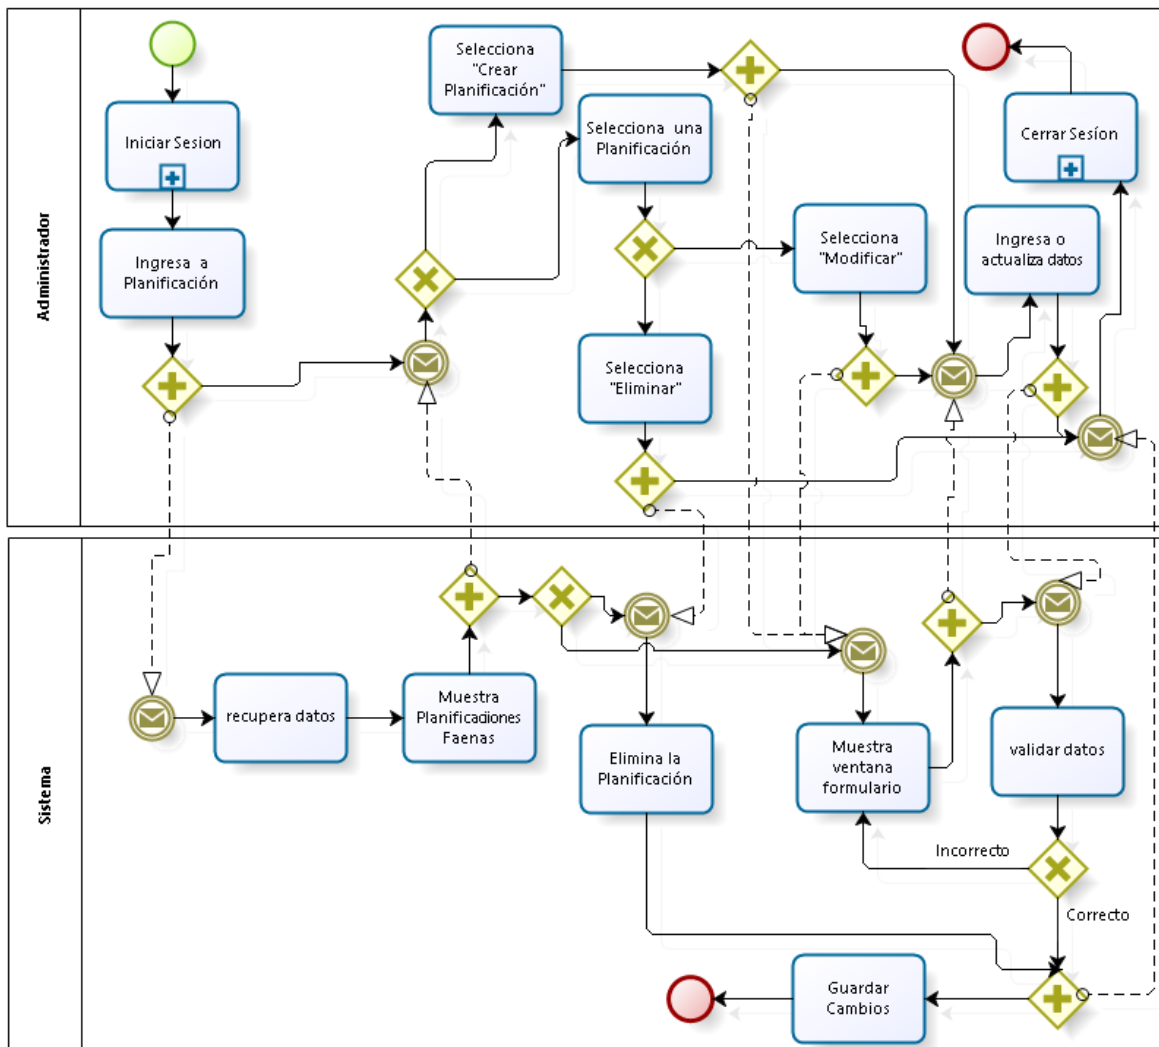 Administrador
Iniciar Sesion
Ingresa a
Planificación
Selecciona
"Crear
Planificación"
Selecciona una
Planificación
Selecciona
"Eliminar"
Selecciona
"Modificar"
Ingresa o
actualiza datos
Cerrar Sesíon
Sistema
recupera datos
Muestra
Planificaciones
Faenas
Elimina la
Planificación
Muestra
ventana
formulario
validar datos
Incorrecto
Correcto
Guardar
Cambios